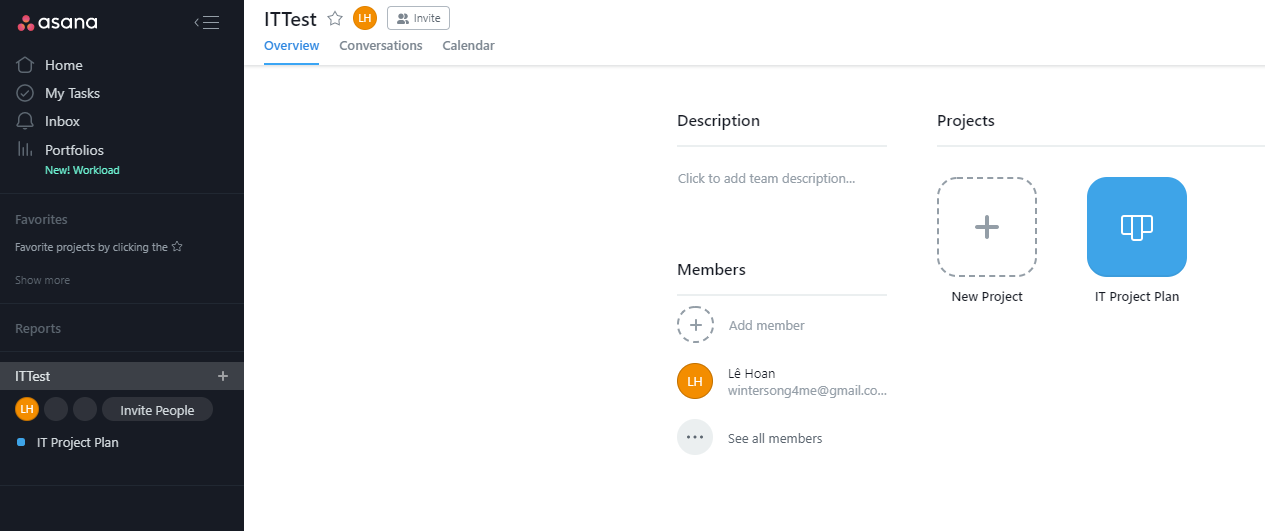 asana
Home
My Tasks
Inbox
Portfolios
New! Workload
Favorites
Favorite projects by clicking the
Show more
Reports
ITTest
LH
Invite People
IT Project Plan
ITTest
LH
Invite
Overview Conversations Calendar
Description
Click to add team description...
Members
Add member
LH
Lê Hoan
wintersong4me@gmail.co...
See all members
Projects
New Project
IT Project Plan